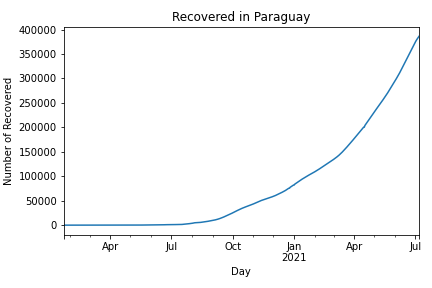 Recovered in Paraguay
400000
350000
300000
250000
200000
150000
100000
50000
0
Number of Recovered
Apr
Jul
Oct
Jan
2021
Apr
Jul
Day